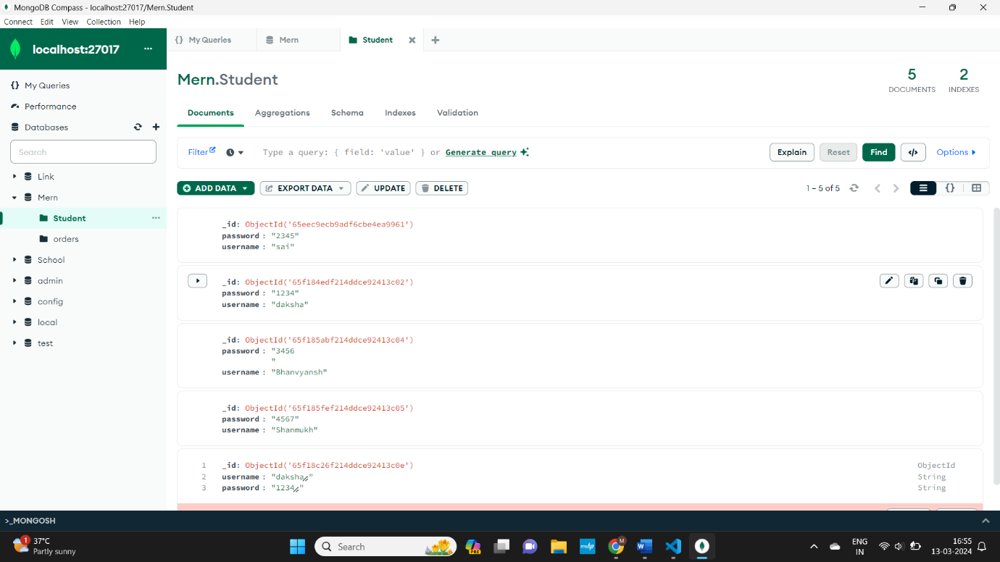 MongoDB Compass - localhost:27017/Mern.Student
Connect Edit View Collection Help
localhost:27017 ...
{} My Queries
Mern
Student
My Queries
Performance
Databases
Search
Link
Mern
Student ...
orders
School
admin
config
local
test
Mern.Student
5
DOCUMENTS
2
INDEXES
Documents Aggregations Schema Indexes Validation
Filter Type a query: { field: 'value' } or Generate query Explain Reset Find </> Options
ADD DATA EXPORT DATA UPDATE DELETE 1 – 5 of 5 {}
_id: ObjectId('65eec9ecb9adf6cbe4ea9961')
password : "2345"
username : "sai"
_id: ObjectId('65f184edf214ddce92413c02')
password : "1234"
username : "daksha"
_id: ObjectId('65f185abf214ddce92413c04')
password : "3456
"
username : "Bhanvyansh"
_id: ObjectId('65f185fef214ddce92413c05')
password : "4567"
username : "Shanmukh"
1 _id: ObjectId('65f18c26f214ddce92413c0e') ObjectId
2 username : "daksha" String
3 password : "1234" String
>_MONGOSH
1
37°C
Partly sunny
Search
PRE
myhp
M
W
ENG
IN
16:55
13-03-2024